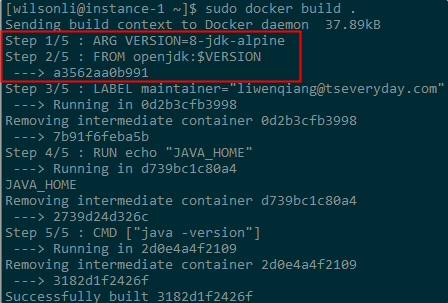 [wilsonli@instance-1 ~]$ sudo docker build .
Sending build context to Docker daemon  37.89kB
Step 1/5 : ARG VERSION=8-jdk-alpine
Step 2/5 : FROM openjdk:$VERSION
 ---> a3562aa0b991
Step 3/5 : LABEL maintainer="liwenqiang@tseveryday.com"
 ---> Running in 0d2b3cfb3998
Removing intermediate container 0d2b3cfb3998
 ---> 7b91f6feba5b
Step 4/5 : RUN echo "JAVA_HOME"
 ---> Running in d739bc1c80a4
JAVA_HOME
Removing intermediate container d739bc1c80a4
 ---> 2739d24d326c
Step 5/5 : CMD ["java -version"]
 ---> Running in 2d0e4a4f2109
Removing intermediate container 2d0e4a4f2109
 ---> 3182d1f2426f
Successfully built 3182d1f2426f